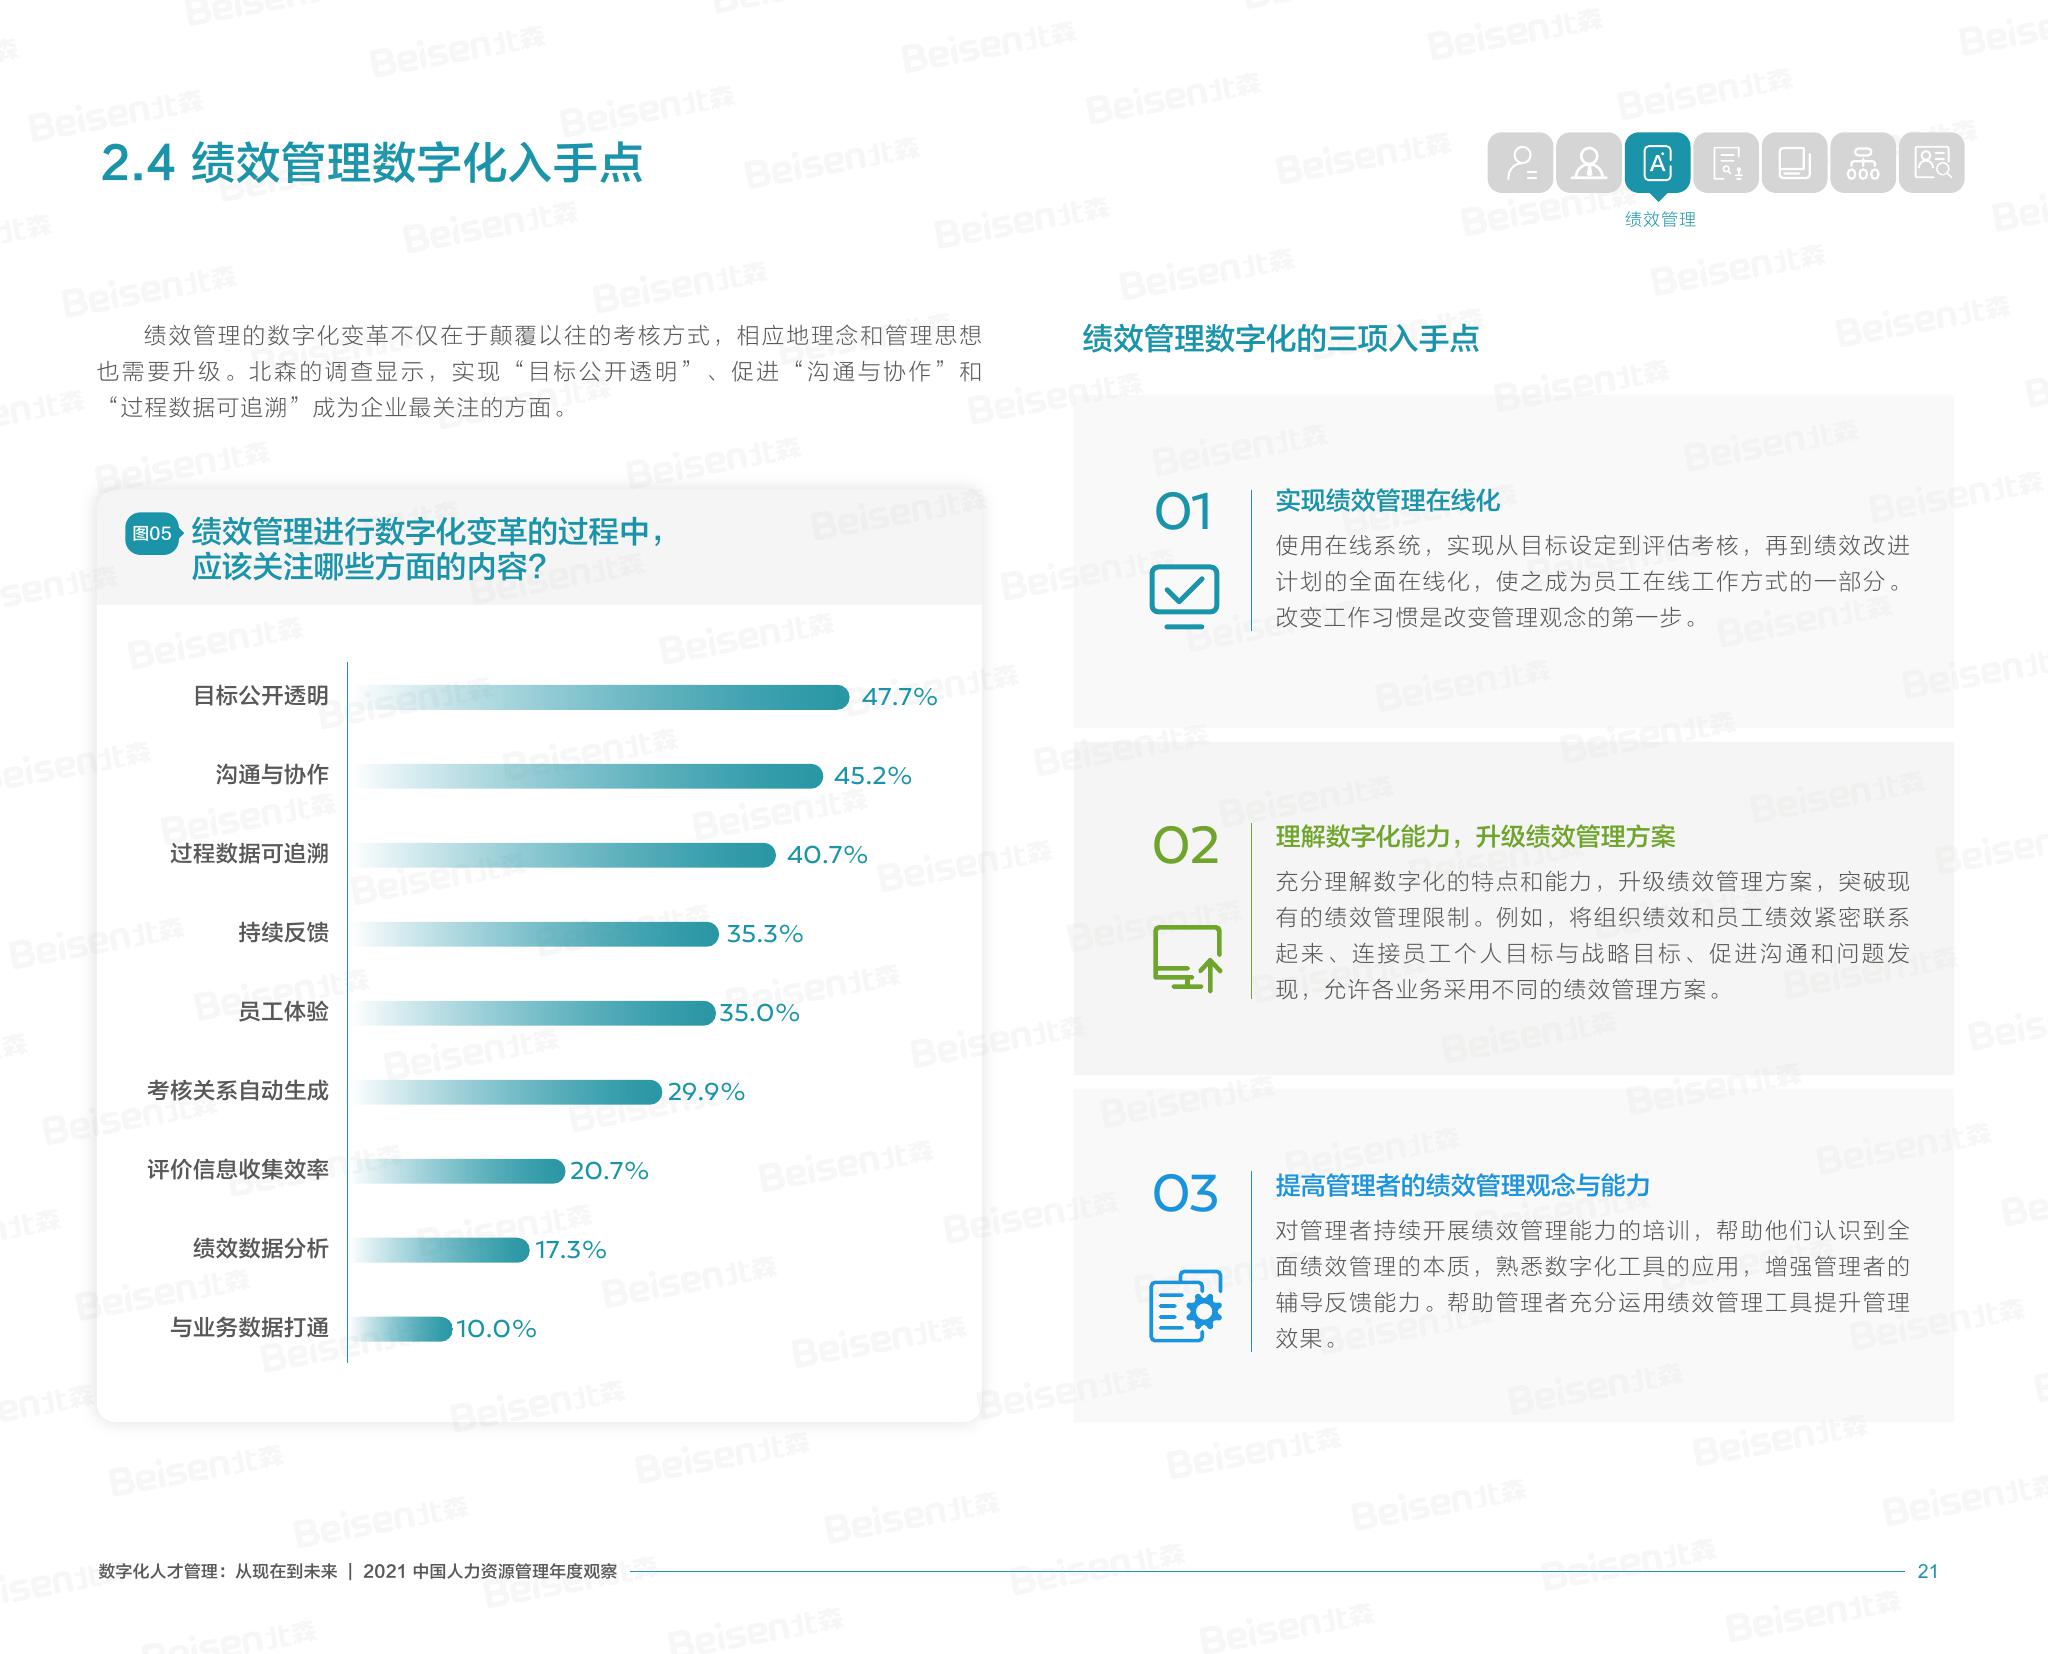 2.4 绩效管理数字化入手点
绩效管理
绩效管理的数字化变革不仅在于颠覆以往的考核方式，相应地理念和管理思想
也需要升级。北森的调查显示，实现“目标公开透明”、促进“沟通与协作”和
“过程数据可追溯”成为企业最关注的方面。
图05
绩效管理进行数字化变革的过程中，
应该关注哪些方面的内容？
目标公开透明 47.7%
沟通与协作 45.2%
过程数据可追溯 40.7%
持续反馈 35.3%
员工体验 35.0%
考核关系自动生成 29.9%
评价信息收集效率 20.7%
绩效数据分析 17.3%
与业务数据打通 10.0%
绩效管理数字化的三项入手点
01
实现绩效管理在线化
使用在线系统，实现从目标设定到评估考核，再到绩效改进
计划的全面在线化，使之成为员工在线工作方式的一部分。
改变工作习惯是改变管理观念的第一步。
02
理解数字化能力，升级绩效管理方案
充分理解数字化的特点和能力，升级绩效管理方案，突破现
有的绩效管理限制。例如，将组织绩效和员工绩效紧密联系
起来、连接员工个人目标与战略目标、促进沟通和问题发
现，允许各业务采用不同的绩效管理方案。
03
提高管理者的绩效管理观念与能力
对管理者持续开展绩效管理能力的培训，帮助他们认识到全
面绩效管理的本质，熟悉数字化工具的应用，增强管理者的
辅导反馈能力。帮助管理者充分运用绩效管理工具提升管理
效果。
数字化人才管理：从现在到未来 | 2021 中国人力资源管理年度观察
21
Beisen北森